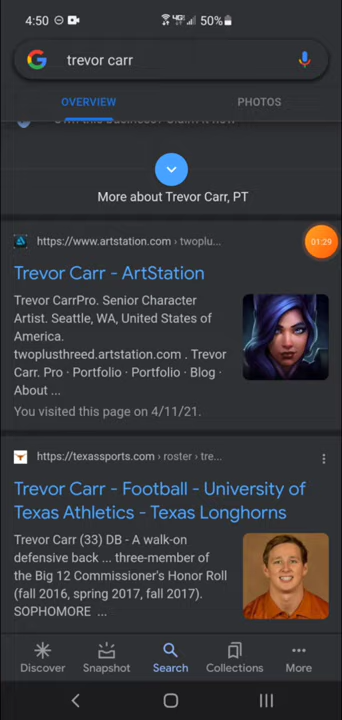 4:50 50%
trevor carr
OVERVIEW PHOTOS
More about Trevor Carr, PT
https://www.artstation.com › twoplu...
01:29
Trevor Carr - ArtStation
Trevor CarrPro. Senior Character
Artist. Seattle, WA, United States of
America.
twoplusthreed.artstation.com . Trevor
Carr. Pro · Portfolio · Portfolio · Blog ·
About ...
You visited this page on 4/11/21.
https://texassports.com › roster › tre...
Trevor Carr - Football - University of
Texas Athletics - Texas Longhorns
Trevor Carr (33) DB - A walk-on
defensive back ... three-member of
the Big 12 Commissioner's Honor Roll
(fall 2016, spring 2017, fall 2017).
SOPHOMORE ...
Discover Snapshot Search Collections More